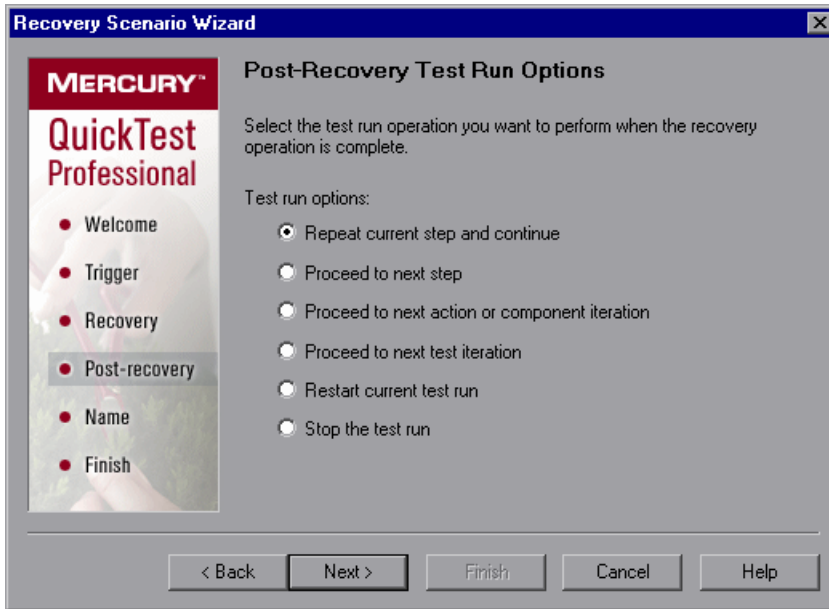 Recovery Scenario Wizard
MERCURY™
QuickTest
Professional
Welcome
Trigger
Recovery
Post-recovery
Name
Finish
Post-Recovery Test Run Options
Select the test run operation you want to perform when the recovery
operation is complete.
Test run options:
Repeat current step and continue
Proceed to next step
Proceed to next action or component iteration
Proceed to next test iteration
Restart current test run
Stop the test run
< Back
Next >
Finish
Cancel
Help